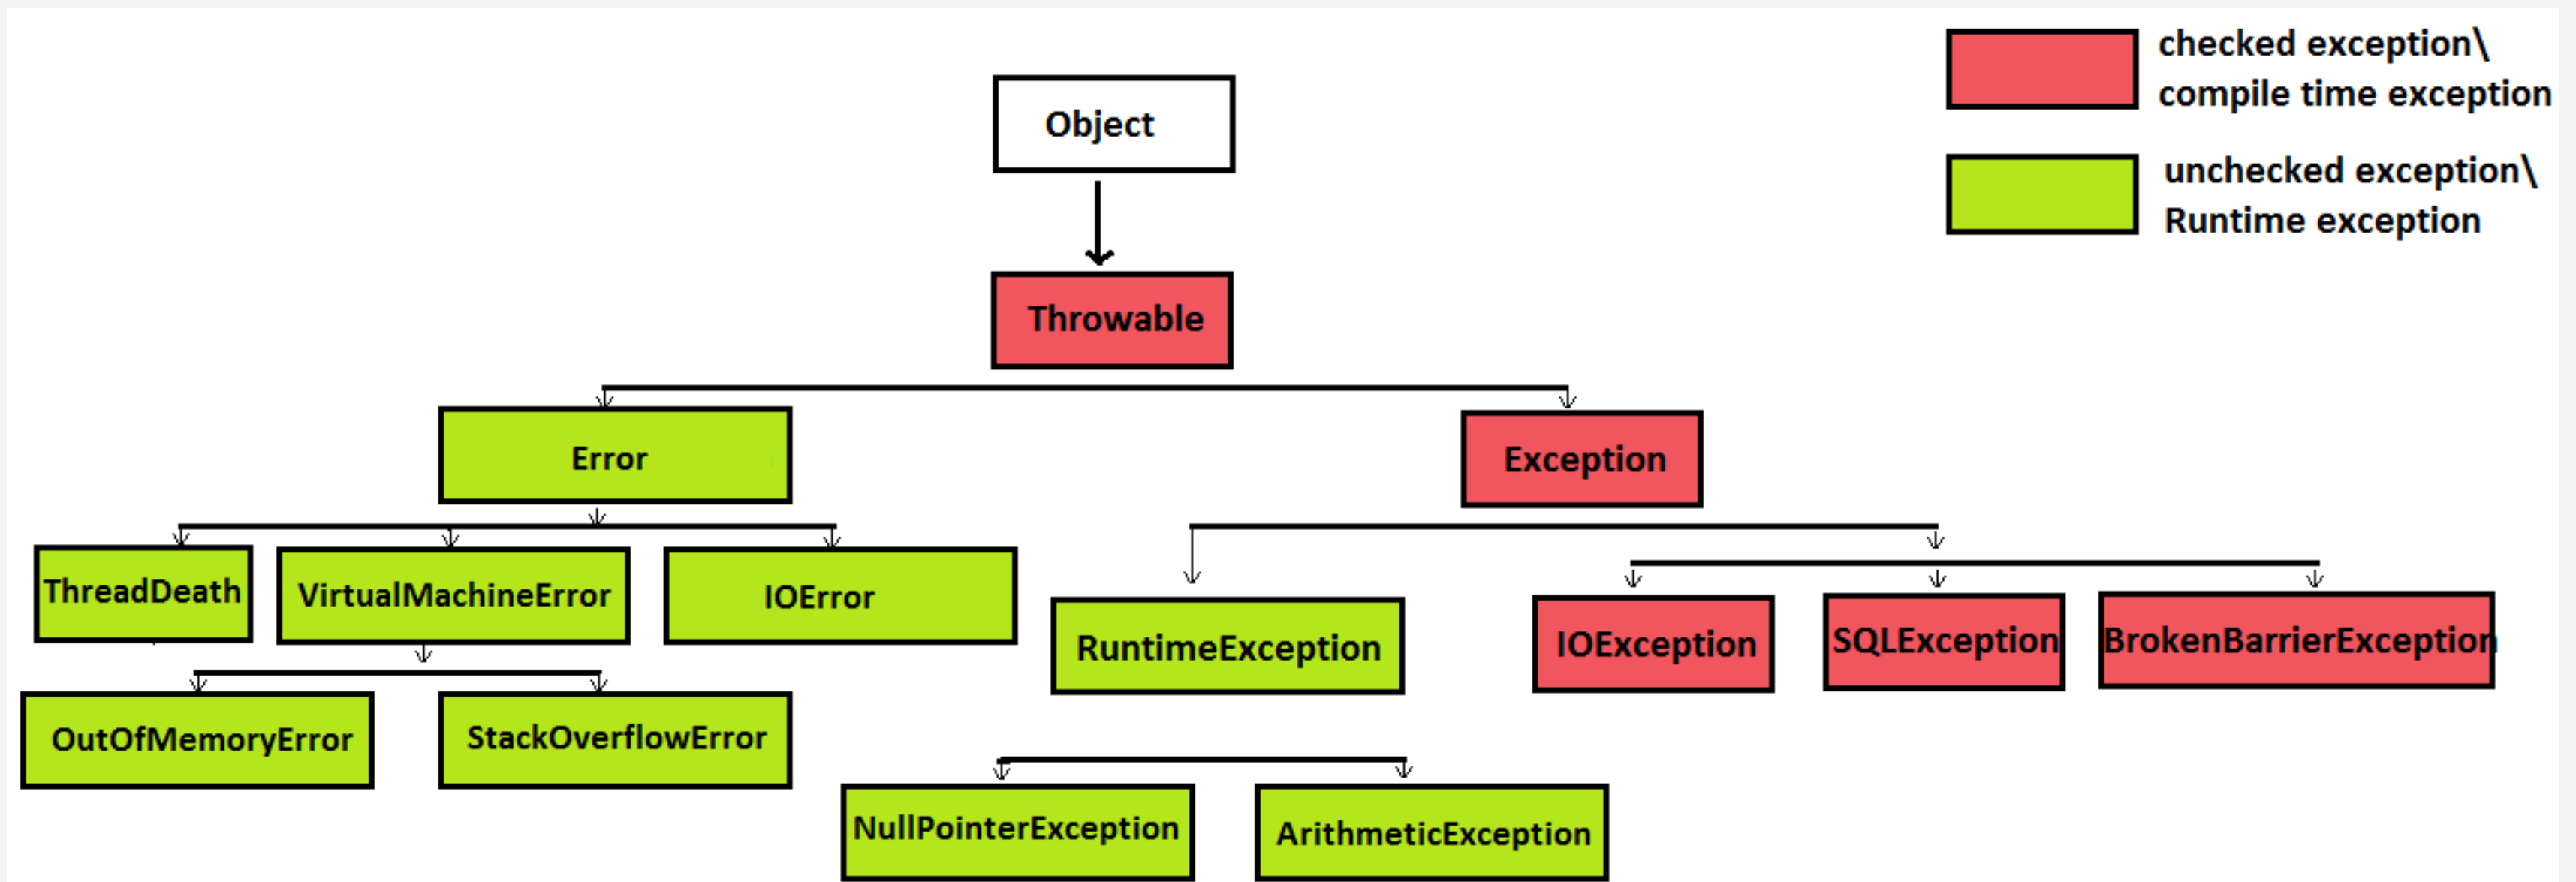 checked exception\
compile time exception
unchecked exception\
Runtime exception
Object
Throwable
Error
Exception
ThreadDeath
VirtualMachineError
IOError
RuntimeException
IOException
SQLException
BrokenBarrierException
OutOfMemoryError
StackOverflowError
NullPointerException
ArithmeticException